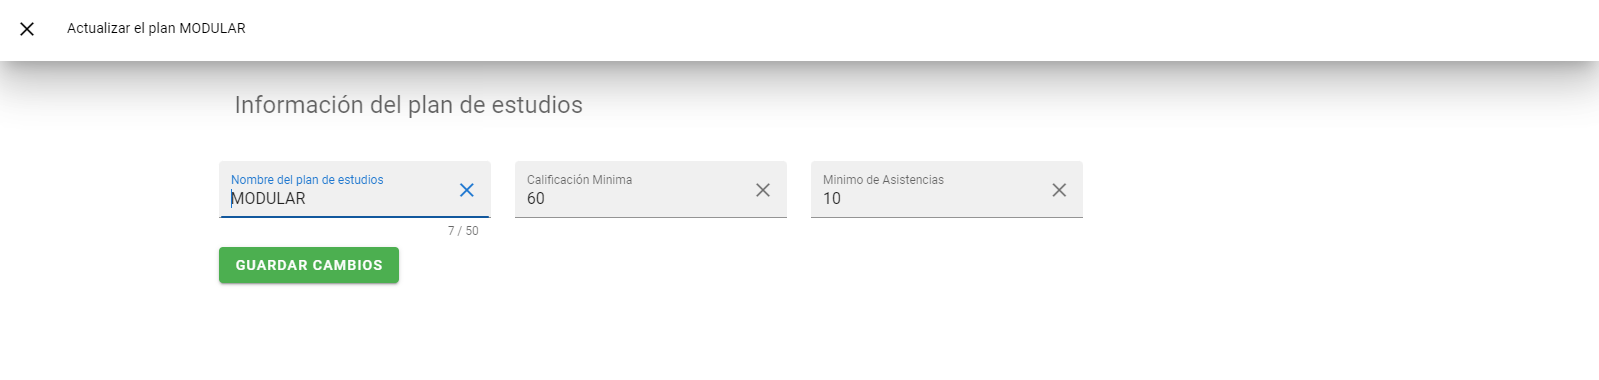 Actualizar el plan MODULAR
Información del plan de estudios
Nombre del plan de estudios
MODULAR
7 / 50
Calificación Minima
60
Minimo de Asistencias
10
GUARDAR CAMBIOS